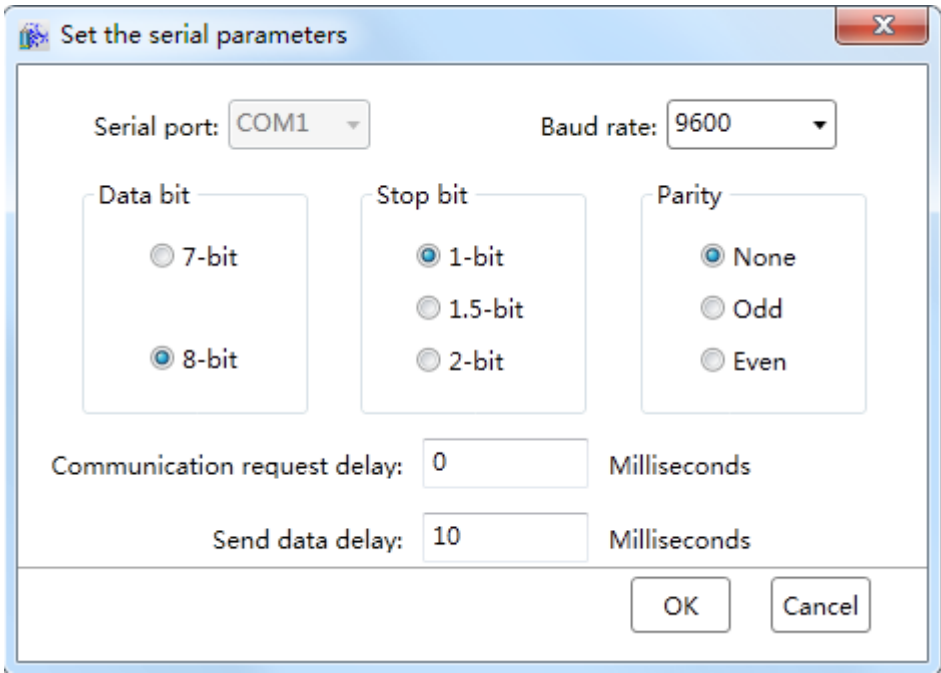 Set the serial parameters
Serial port: COM1 Baud rate: 9600
Data bit Stop bit Parity
7-bit 1-bit None
1.5-bit Odd
8-bit 2-bit Even
Communication request delay: 0 Milliseconds
Send data delay: 10 Milliseconds
OK Cancel